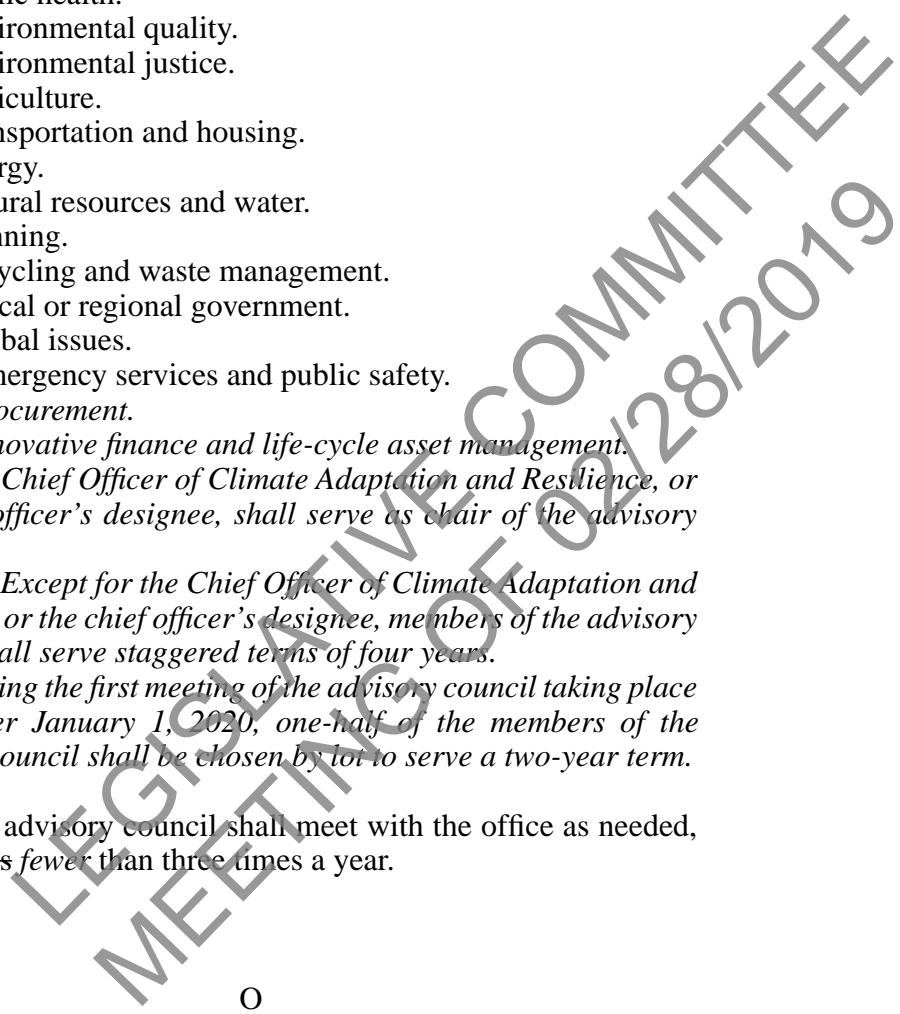 ic health.
ironmental quality.
ironmental justice.
iculture.
nsportation and housing.
rgy.
ural resources and water.
nning.
ycling and waste management.
cal or regional government.
bal issues.
nergency services and public safety.
ocurement.
novative finance and life-cycle asset management.
Chief Officer of Climate Adaptation and Resilience, or
officer's designee, shall serve as chair of the advisory
Except for the Chief Officer of Climate Adaptation and
or the chief officer's designee, members of the advisory
all serve staggered terms of four years.
ing the first meeting of the advisory council taking place
er January 1, 2020, one-half of the members of the
ouncil shall be chosen by lot to serve a two-year term.
advisory council shall meet with the office as needed,
s fewer than three times a year.
O
LEGISLATIVE COMMITTEE
MEETING OF 02/28/2019